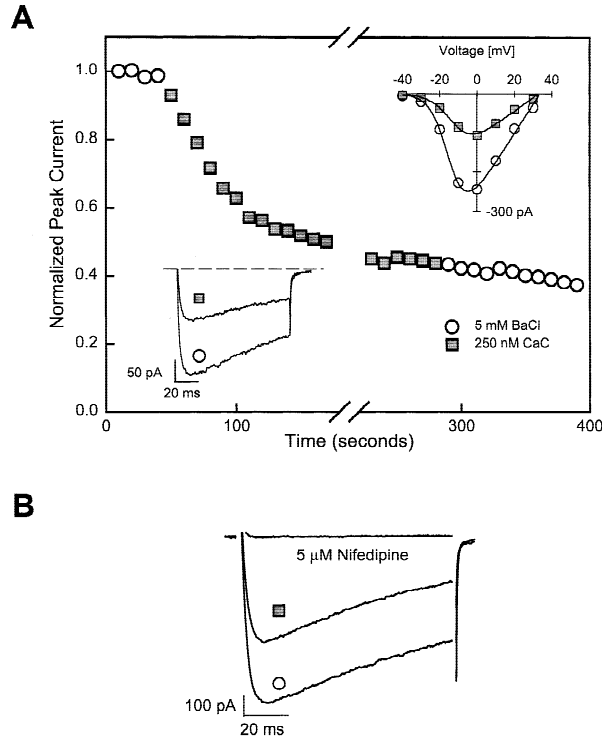 A
Voltage [mV]
-40 -20 0 20 40
-300 pA
Normalized Peak Current
1.0
0.8
0.6
0.4
0.2
0.0
50 pA
20 ms
5 mM BaCl
250 nM CaC
0 100 300 400
Time (seconds)
B
5 µM Nifedipine
100 pA
20 ms